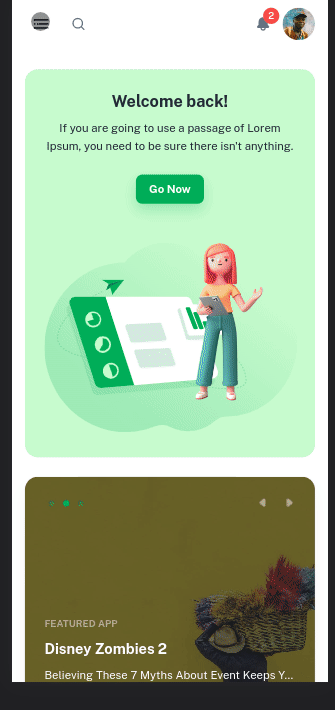 2
Welcome back!
If you are going to use a passage of Lorem
Ipsum, you need to be sure there isn't anything.
Go Now
FEATURED APP
Disney Zombies 2
Believing These 7 Myths About Event Keeps Y...